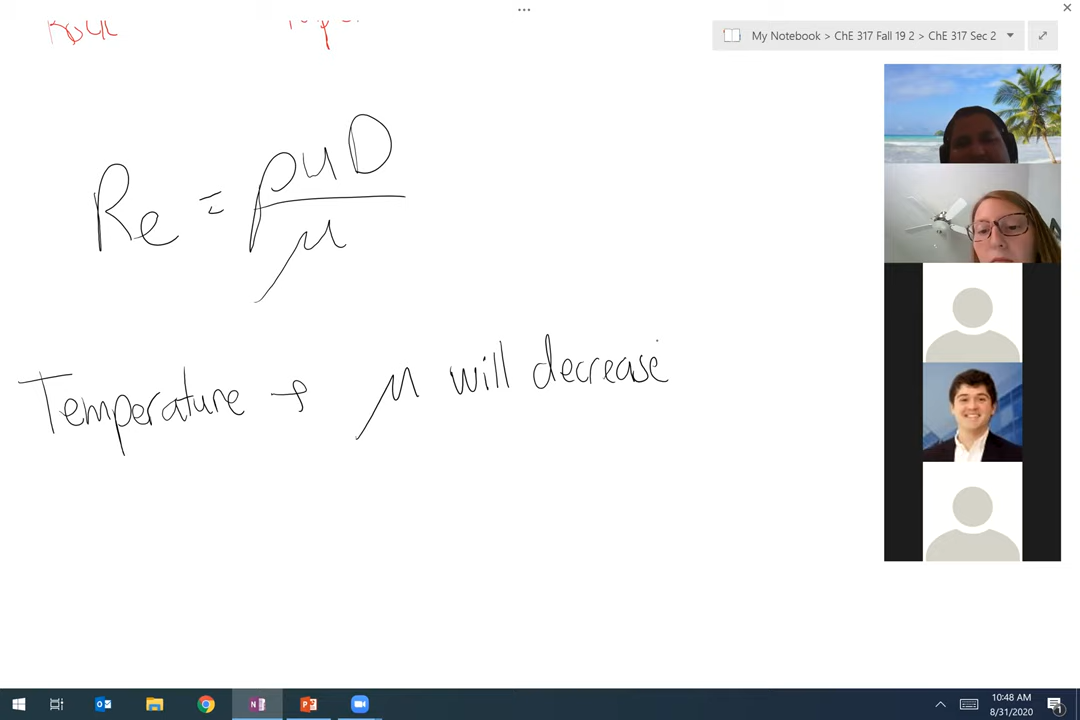 My Notebook > ChE 317 Fall 19 2 > ChE 317 Sec 2
Re = ρuD
μ
Temperature → μ will decrease
10:48 AM
8/31/2020